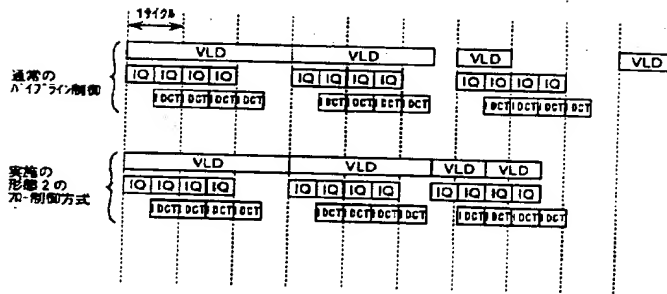 1サイクル
VLD VLD VLD VLD
通常の
パイプライン制御
IQ IQ IQ IQ IQ IQ IQ IQ IQ IQ IQ IQ
IDCT IDCT IDCT IDCT IDCT IDCT IDCT IDCT IDCT IDCT IDCT IDCT
VLD VLD VLD VLD
実施の
形態2の
フロー制御方式
IQ IQ IQ IQ IQ IQ IQ IQ IQ IQ IQ IQ
IDCT IDCT IDCT IDCT IDCT IDCT IDCT IDCT IDCT IDCT IDCT IDCT